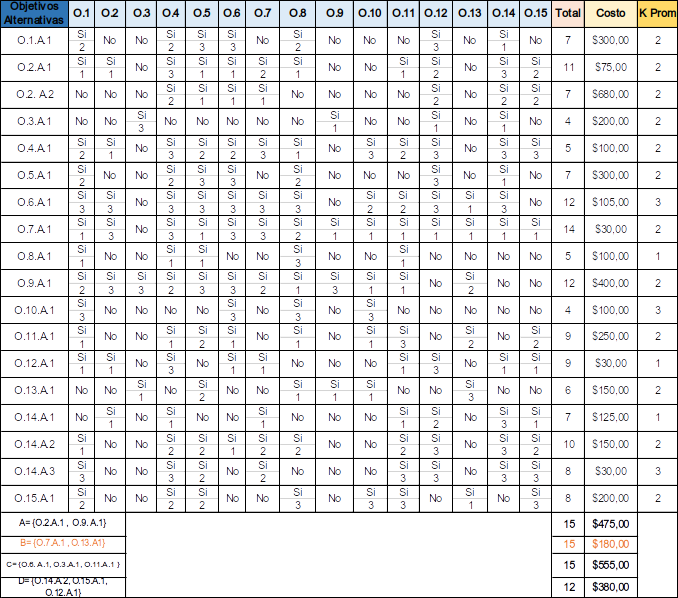 Objetivos
Alternativas O.1 O.2 O.3 O.4 O.5 O.6 O.7 O.8 O.9 O.10 O.11 O.12 O.13 O.14 O.15 Total Costo K Prom
O.1.A.1 Si 2 No No Si 2 Si 3 Si 3 No Si 2 No No No Si 3 No Si 1 No 7 $300,00 2
O.2.A.1 Si 1 Si 1 No Si 3 Si 1 Si 1 Si 2 Si 1 No No Si 1 Si 2 No Si 3 Si 2 11 $75,00 2
O.2. A.2 No No No Si 2 Si 1 Si 1 Si 1 No No No No Si 2 No Si 2 Si 2 7 $680,00 2
O.3.A.1 No No Si 3 No No No No No Si 1 No No Si 1 No Si 1 No 4 $200,00 2
O.4.A.1 Si 2 Si 1 No Si 3 Si 2 Si 2 Si 3 Si 1 No Si 3 Si 2 Si 3 No Si 3 Si 3 5 $100,00 2
O.5.A.1 Si 2 No No Si 2 Si 3 Si 3 No Si 2 No No No Si 3 No Si 1 No 7 $300,00 2
O.6.A.1 Si 3 Si 3 No Si 3 Si 3 Si 3 Si 3 Si 3 No Si 2 Si 2 Si 3 Si 1 Si 3 No 12 $105,00 3
O.7.A.1 Si 1 Si 3 No Si 3 Si 1 Si 3 Si 3 Si 2 Si 1 Si 1 Si 1 Si 1 Si 1 Si 1 Si 1 14 $30,00 2
O.8.A.1 Si 1 No No Si 1 Si 1 No No Si 3 No No Si 1 No No No No 5 $100,00 1
O.9.A.1 Si 2 Si 3 Si 3 Si 2 Si 3 Si 3 Si 2 Si 1 Si 3 Si 1 Si 1 No Si 2 No No 12 $400,00 2
O.10.A.1 Si 3 No No No No Si 3 No Si 3 No Si 3 No No No No No 4 $100,00 3
O.11.A.1 Si 1 No No Si 1 Si 2 Si 1 No Si 1 No Si 1 Si 3 No Si 2 No Si 2 9 $250,00 2
O.12.A.1 Si 1 Si 1 No Si 3 No Si 1 Si 1 No No No Si 1 Si 3 No Si 1 Si 1 9 $30,00 1
O.13.A.1 No No Si 1 No Si 2 No No Si 1 Si 1 Si 1 No No Si 3 No No 6 $150,00 2
O.14.A.1 No Si 1 No Si 1 No No Si 1 No No No Si 1 Si 2 No Si 3 Si 1 7 $125,00 1
O.14.A.2 Si 1 No No Si 2 Si 2 Si 1 Si 2 Si 2 No No Si 2 Si 3 No Si 3 Si 3 10 $150,00 2
O.14.A.3 Si 3 No No Si 3 Si 2 No Si 2 No No No Si 3 Si 3 No Si 3 Si 3 8 $30,00 3
O.15.A.1 Si 2 No No Si 2 Si 2 No No Si 3 No Si 3 Si 3 No Si 1 No Si 3 8 $200,00 2
A= {O.2.A.1 , O.9. A.1} 15 $475,00
B= {O.7.A.1 , O.13.A1} 15 $180,00
C= {O.6. A.1, O.3.A.1 , O.11.A.1 } 15 $555,00
D= {O.14.A.2, O.15.A.1,
O.12.A.1} 12 $380,00